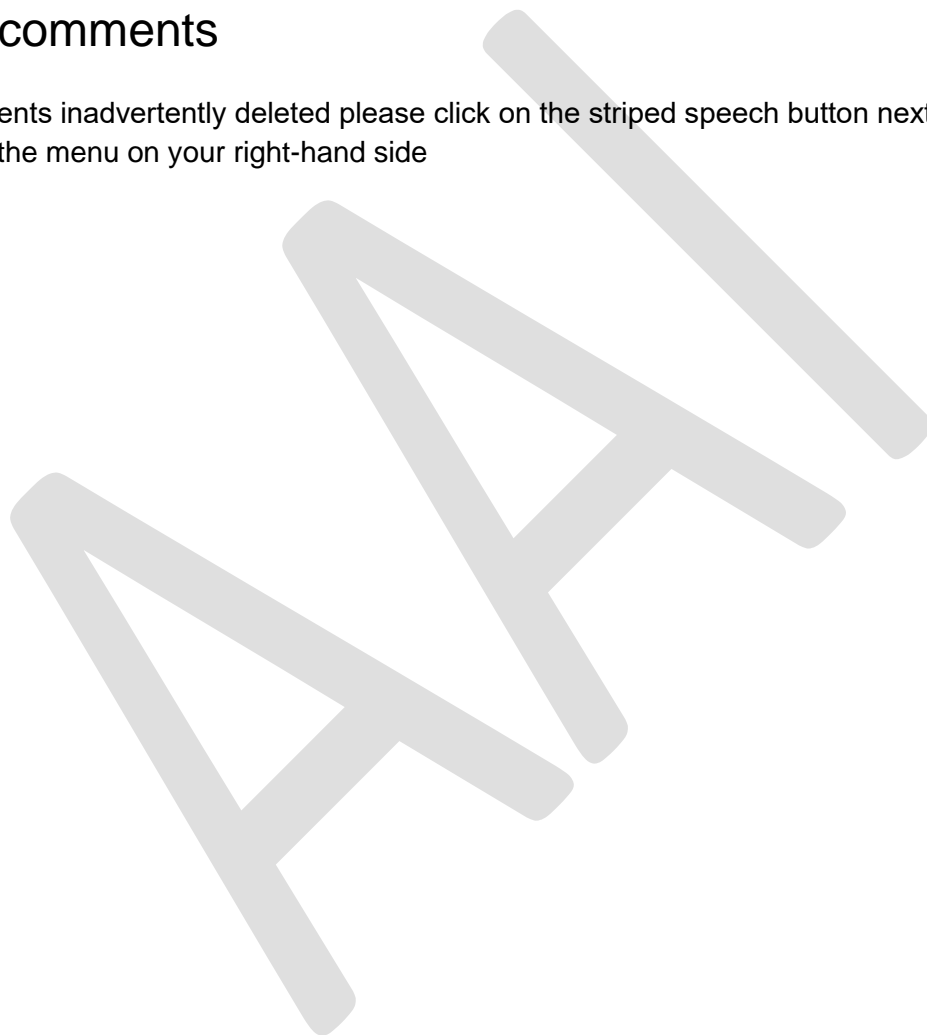 comments
ents inadvertently deleted please click on the striped speech button next
the menu on your right-hand side
AAI